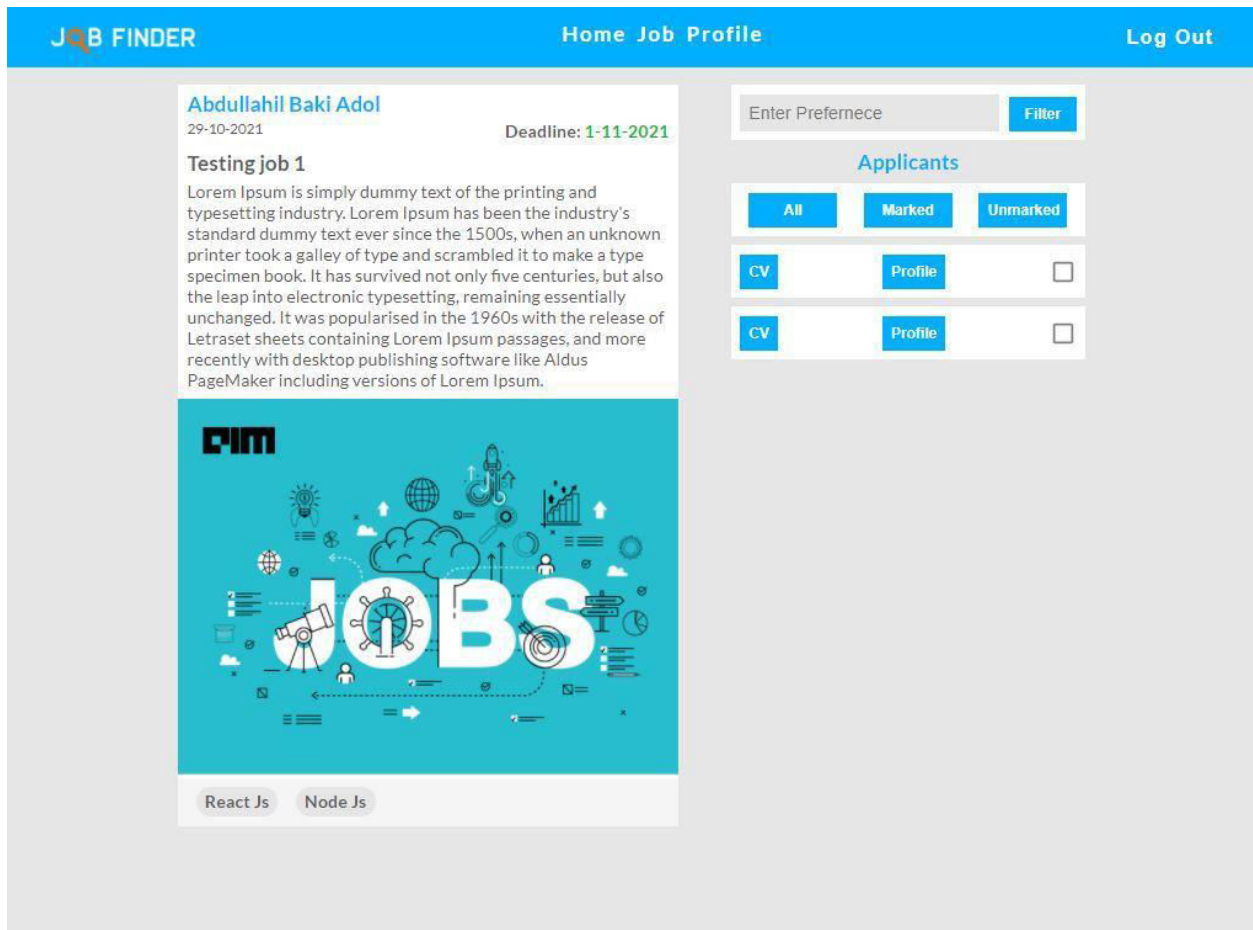 JOB FINDER
Home Job Profile
Log Out
Abdullahil Baki Adol
29-10-2021
Deadline: 1-11-2021
Testing job 1
Lorem Ipsum is simply dummy text of the printing and
typesetting industry. Lorem Ipsum has been the industry's
standard dummy text ever since the 1500s, when an unknown
printer took a galley of type and scrambled it to make a type
specimen book. It has survived not only five centuries, but also
the leap into electronic typesetting, remaining essentially
unchanged. It was popularised in the 1960s with the release of
Letraset sheets containing Lorem Ipsum passages, and more
recently with desktop publishing software like Aldus
PageMaker including versions of Lorem Ipsum.
AIM
JOBS
React Js Node Js
Enter Prefernece
Filter
Applicants
All Marked Unmarked
CV Profile
CV Profile